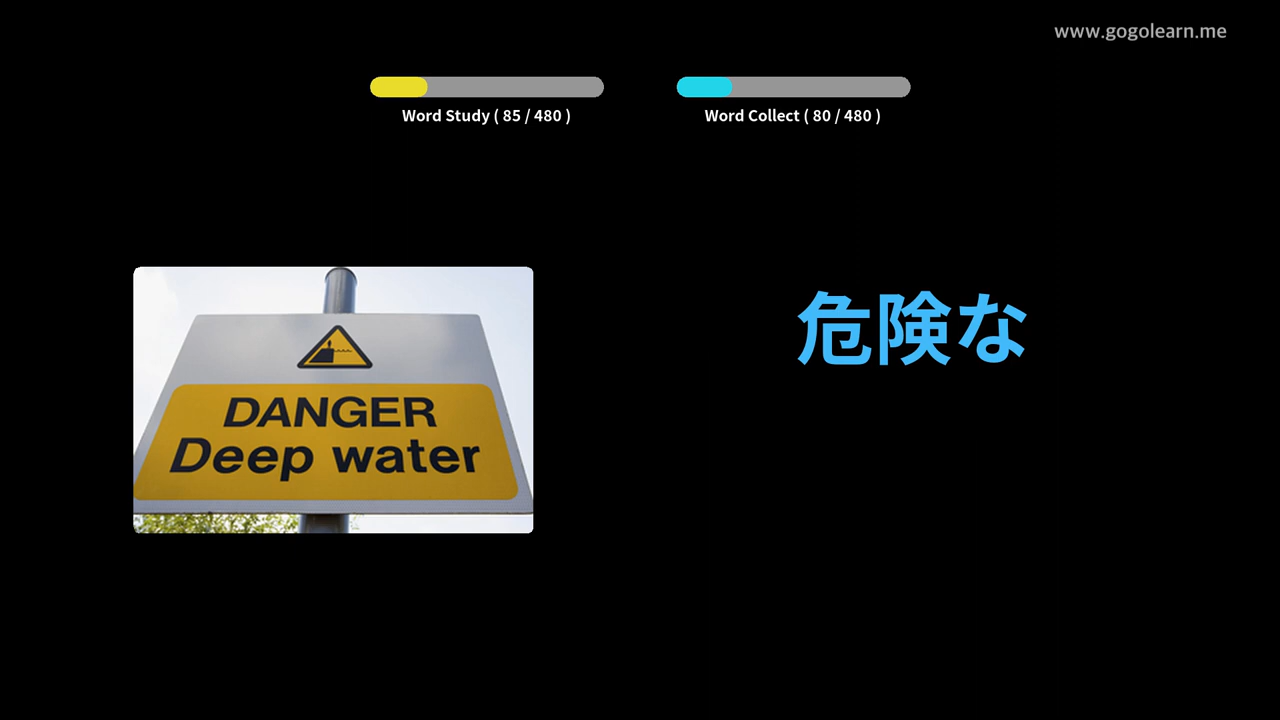 www.gogolearn.me
Word Study ( 85 / 480 )
Word Collect ( 80 / 480 )
危険な
DANGER
Deep water